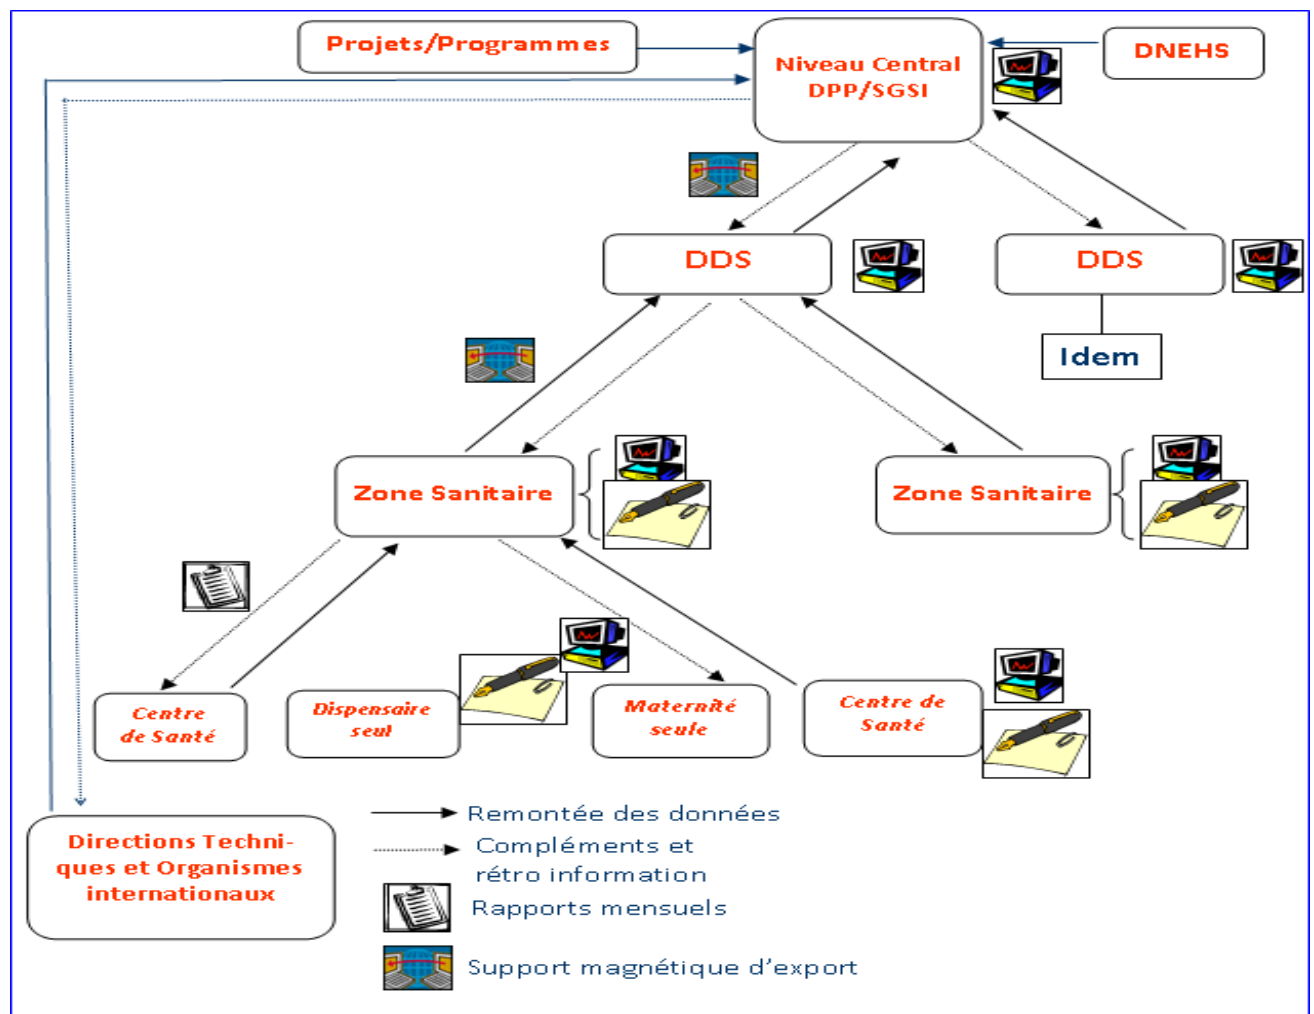 Projets/Programmes
Niveau Central
DPP/SGSI
DNEHS
DDS
DDS
Idem
Zone Sanitaire
Zone Sanitaire
Centre
de Santé
Dispensaire
seul
Maternité
seule
Centre de
Santé
Directions Techni-
ques et Organismes
internationaux
Remontée des données
Compléments et
rétro information
Rapports mensuels
Support magnétique d’export